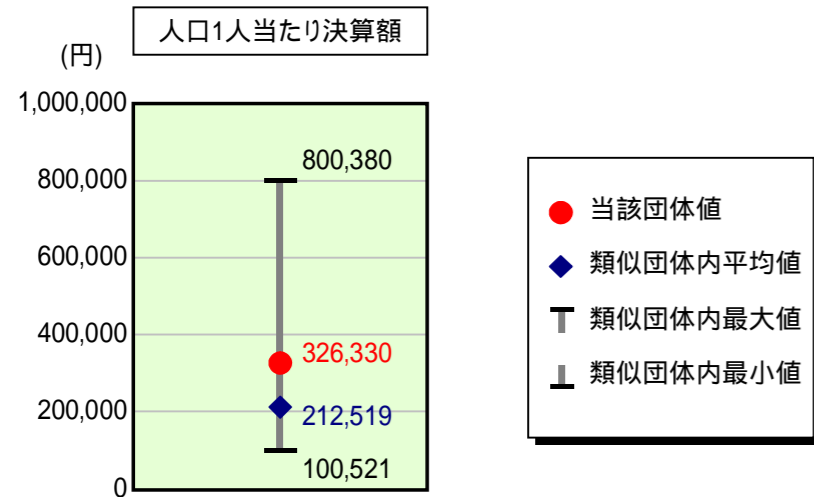 人口1人当たり決算額
(円)
1,000,000
800,000
600,000
400,000
200,000
0
800,380
326,330
212,519
100,521
当該団体値
類似団体内平均値
類似団体内最大値
類似団体内最小値